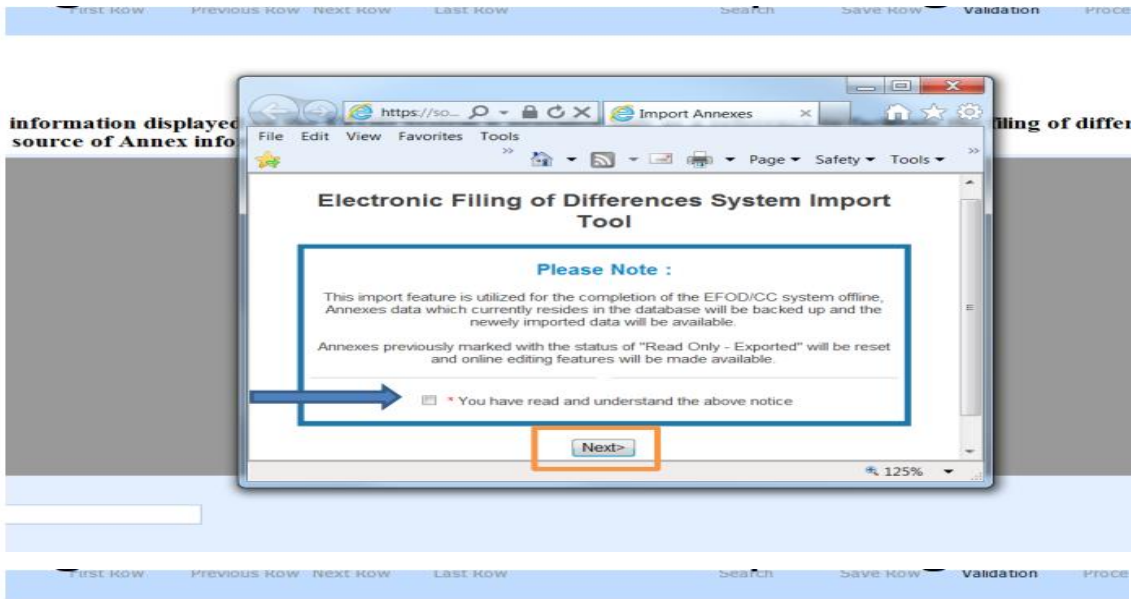 First Row Previous Row Next Row Last Row Search Save Row Validation
https://so... Import Annexes
information displayed filing of differ
File Edit View Favorites Tools
source of Annex info
Page Safety Tools
Electronic Filing of Differences System Import
Tool
Please Note :
This import feature is utilized for the completion of the EFOD/CC system offline,
Annexes data which currently resides in the database will be backed up and the
newely imported data will be available.
Annexes previously marked with the status of "Read Only - Exported" will be reset
and online editing features will be made available.
* You have read and understand the above notice
Next>
125%
First Row Previous Row Next Row Last Row Search Save Row Validation